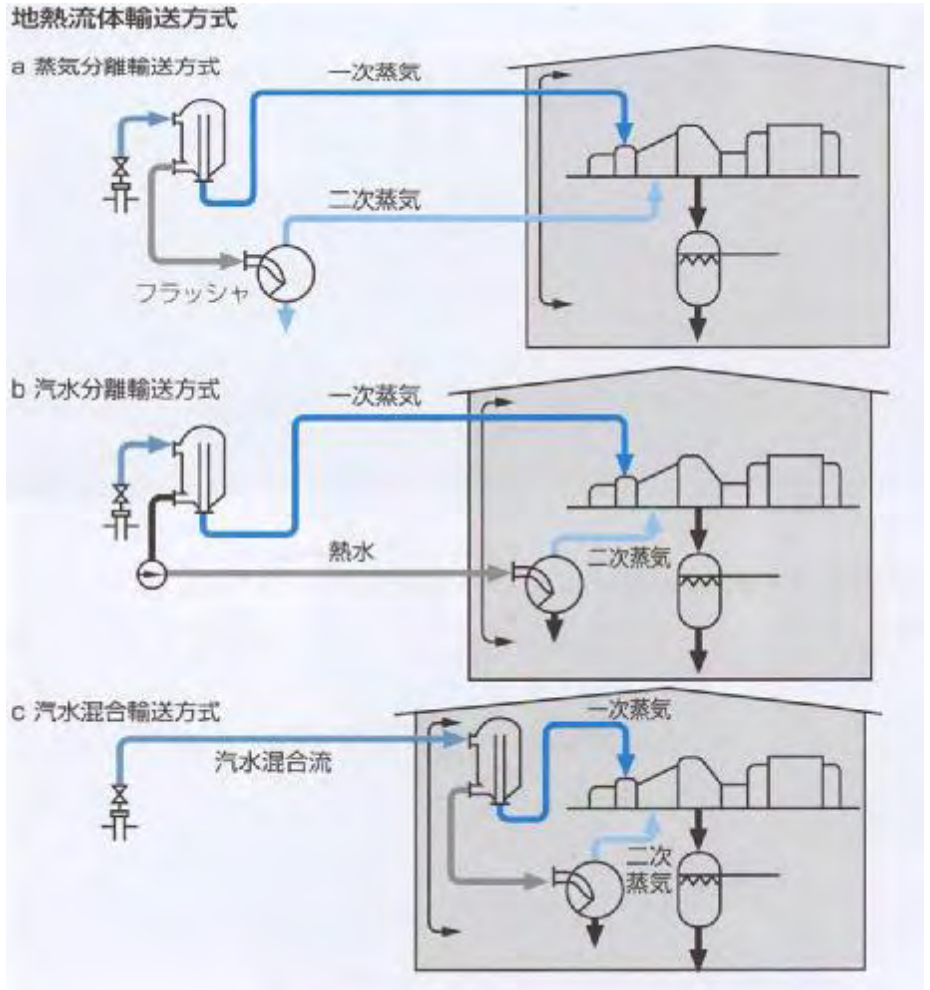 地熱流体輸送方式
a 蒸気分離輸送方式
一次蒸気
二次蒸気
フラッシャ
b 汽水分離輸送方式
一次蒸気
熱水
二次蒸気
c 汽水混合輸送方式
一次蒸気
汽水混合流
二次
蒸気